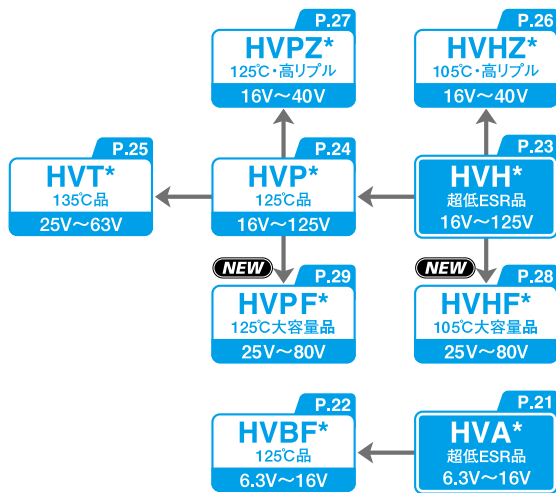 P.27
HVPZ*
125℃・高リプル
16V～40V
P.26
HVHZ*
105℃・高リプル
16V～40V
P.25
HVT*
135℃品
25V～63V
P.24
HVP*
125℃品
16V～125V
P.23
HVH*
超低ESR品
16V～125V
NEW
P.29
HVPF*
125℃大容量品
25V～80V
NEW
P.28
HVHF*
105℃大容量品
25V～80V
P.22
HVBF*
125℃品
6.3V～16V
P.21
HVA*
超低ESR品
6.3V～16V